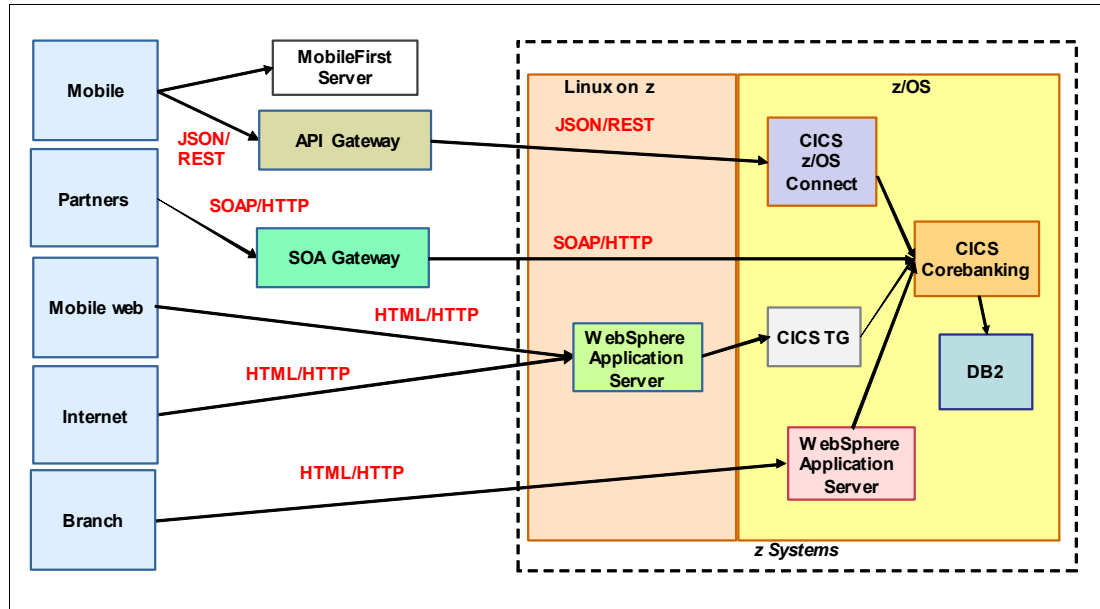 Mobile
MobileFirst
Server
JSON/
REST
API Gateway
Partners
SOAP/HTTP
SOA Gateway
Mobile web
HTML/HTTP
Internet
HTML/HTTP
Branch
HTML/HTTP
Linux on z
JSON/REST
SOAP/HTTP
WebSphere
Application
Server
z/OS
CICS
z/OS
Connect
CICS
Corebanking
CICS TG
DB2
WebSphere
Application
Server
z Systems